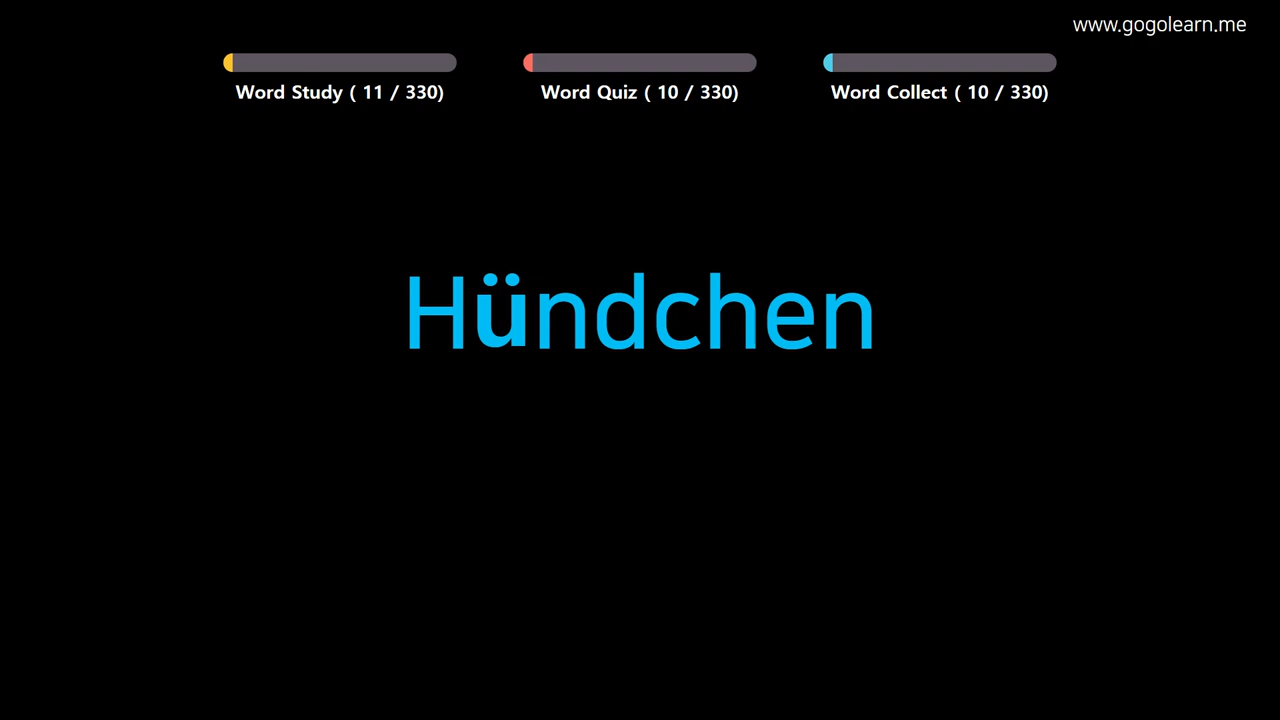 www.gogolearn.me
Word Study ( 11 / 330)
Word Quiz ( 10 / 330)
Word Collect ( 10 / 330)
Hündchen